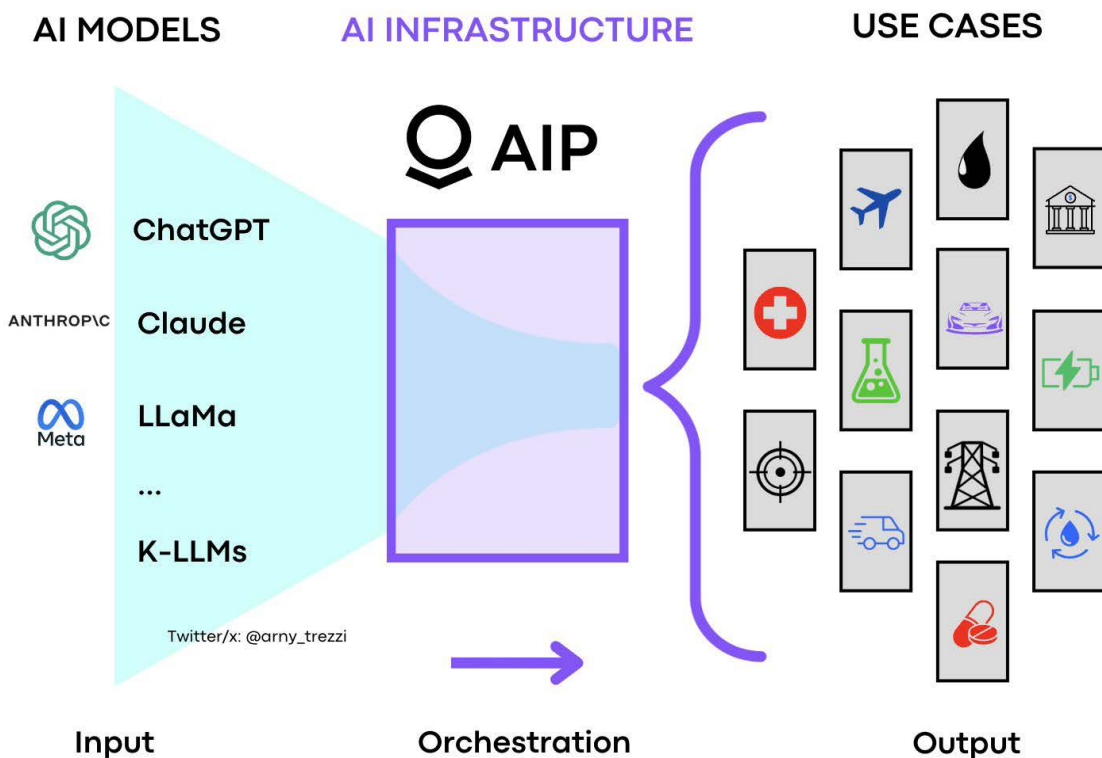 AI MODELS
AI INFRASTRUCTURE
USE CASES
AIP
ChatGPT
ANTHROP\C
Claude
LLaMa
Meta
...
K-LLMs
Twitter/x: @arny_trezzi
Input
Orchestration
Output